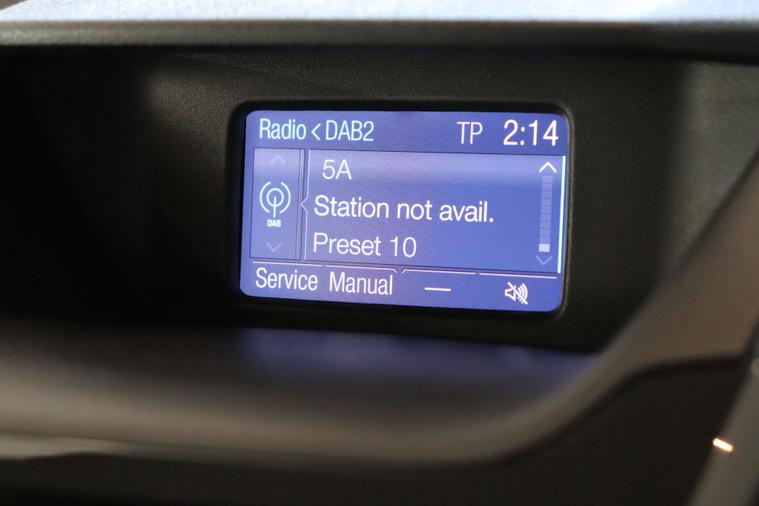 Radio < DAB2 TP 2:14
5A
DAB
Station not avail.
Preset 10
Service Manual